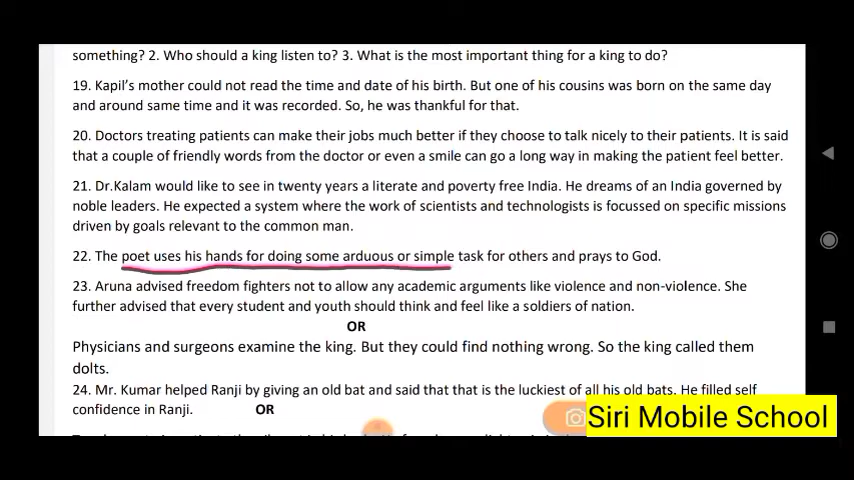 something? 2. Who should a king listen to? 3. What is the most important thing for a king to do?
19. Kapil's mother could not read the time and date of his birth. But one of his cousins was born on the same day
and around same time and it was recorded. So, he was thankful for that.
20. Doctors treating patients can make their jobs much better if they choose to talk nicely to their patients. It is said
that a couple of friendly words from the doctor or even a smile can go a long way in making the patient feel better.
21. Dr.Kalam would like to see in twenty years a literate and poverty free India. He dreams of an India governed by
noble leaders. He expected a system where the work of scientists and technologists is focussed on specific missions
driven by goals relevant to the common man.
22. The poet uses his hands for doing some arduous or simple task for others and prays to God.
23. Aruna advised freedom fighters not to allow any academic arguments like violence and non-violence. She
further advised that every student and youth should think and feel like a soldiers of nation.
OR
Physicians and surgeons examine the king. But they could find nothing wrong. So the king called them
dolts.
24. Mr. Kumar helped Ranji by giving an old bat and said that that is the luckiest of all his old bats. He filled self
confidence in Ranji. OR
Siri Mobile School